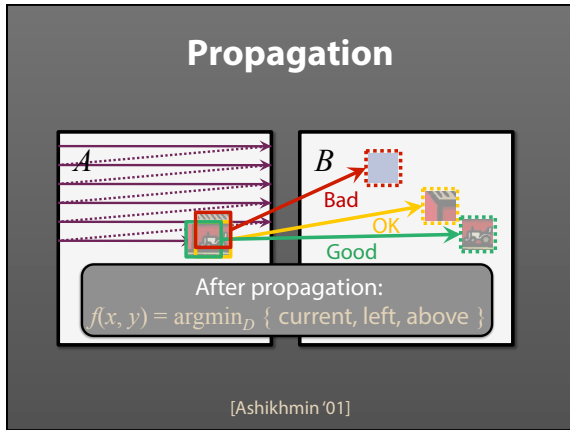 Propagation
A
B
Bad
OK
Good
After propagation:
f(x, y) = argmin_D { current, left, above }
[Ashikhmin '01]